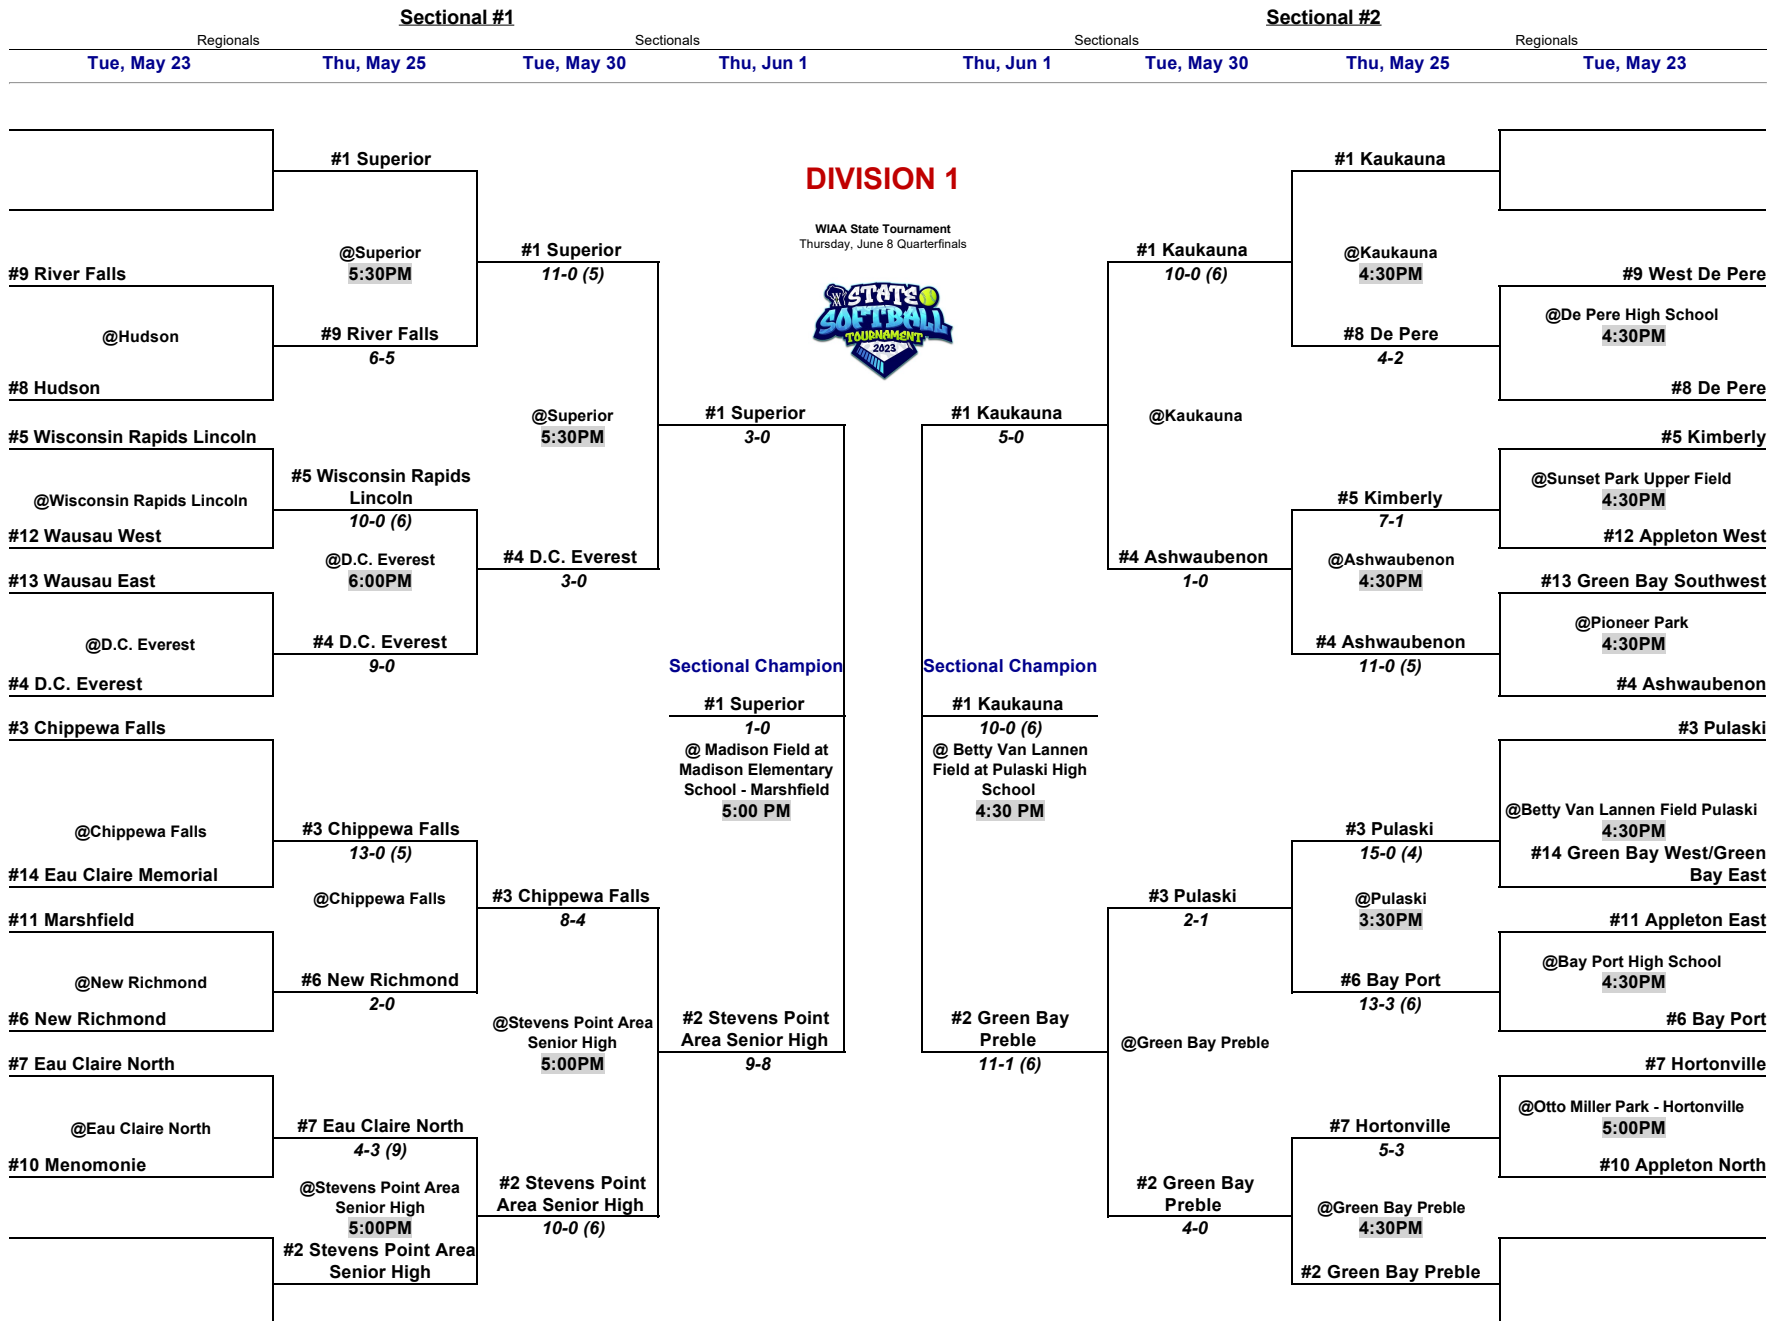 Sectional #1
Sectional #2
Regionals
Sectionals
Sectionals
Regionals
Tue, May 23
Thu, May 25
Tue, May 30
Thu, Jun 1
Thu, Jun 1
Tue, May 30
Thu, May 25
Tue, May 23
DIVISION 1
WIAA State Tournament
Thursday, June 8 Quarterfinals
STATE
SOFTBALL
TOURNAMENT
2023
#9 River Falls
@Hudson
#8 Hudson
#5 Wisconsin Rapids Lincoln
@Wisconsin Rapids Lincoln
#12 Wausau West
#13 Wausau East
@D.C. Everest
#4 D.C. Everest
#3 Chippewa Falls
@Chippewa Falls
#14 Eau Claire Memorial
#11 Marshfield
@New Richmond
#6 New Richmond
#7 Eau Claire North
@Eau Claire North
#10 Menomonie
#1 Superior
@Superior
5:30PM
#9 River Falls
6-5
#5 Wisconsin Rapids
Lincoln
10-0 (6)
@D.C. Everest
6:00PM
#4 D.C. Everest
9-0
#3 Chippewa Falls
13-0 (5)
@Chippewa Falls
#6 New Richmond
2-0
#7 Eau Claire North
4-3 (9)
@Stevens Point Area
Senior High
5:00PM
#2 Stevens Point Area
Senior High
#1 Superior
11-0 (5)
@Superior
5:30PM
#4 D.C. Everest
3-0
#3 Chippewa Falls
8-4
@Stevens Point Area
Senior High
5:00PM
#2 Stevens Point
Area Senior High
10-0 (6)
#1 Superior
3-0
Sectional Champion
#1 Superior
1-0
@ Madison Field at
Madison Elementary
School - Marshfield
5:00 PM
#2 Stevens Point
Area Senior High
9-8
#1 Kaukauna
5-0
Sectional Champion
#1 Kaukauna
10-0 (6)
@ Betty Van Lannen
Field at Pulaski High
School
4:30 PM
#2 Green Bay
Preble
11-1 (6)
#1 Kaukauna
10-0 (6)
@Kaukauna
#4 Ashwaubenon
1-0
#3 Pulaski
2-1
@Green Bay Preble
#2 Green Bay
Preble
4-0
#1 Kaukauna
@Kaukauna
4:30PM
#8 De Pere
4-2
#5 Kimberly
7-1
@Ashwaubenon
4:30PM
#4 Ashwaubenon
11-0 (5)
#3 Pulaski
15-0 (4)
@Pulaski
3:30PM
#6 Bay Port
13-3 (6)
#7 Hortonville
5-3
@Green Bay Preble
4:30PM
#2 Green Bay Preble
#9 West De Pere
@De Pere High School
4:30PM
#8 De Pere
#5 Kimberly
@Sunset Park Upper Field
4:30PM
#12 Appleton West
#13 Green Bay Southwest
@Pioneer Park
4:30PM
#4 Ashwaubenon
#3 Pulaski
@Betty Van Lannen Field Pulaski
4:30PM
#14 Green Bay West/Green
Bay East
#11 Appleton East
@Bay Port High School
4:30PM
#6 Bay Port
#7 Hortonville
@Otto Miller Park - Hortonville
5:00PM
#10 Appleton North